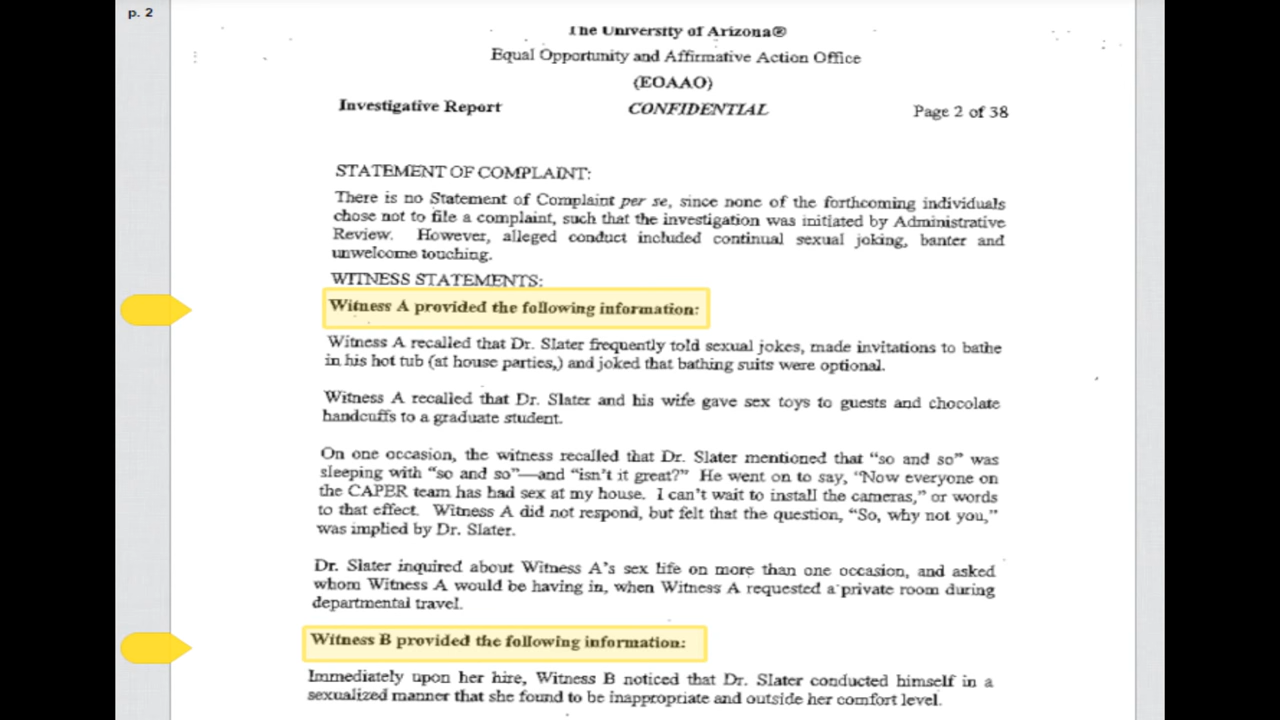 p. 2
The University of Arizona®
Equal Opportunity and Affirmative Action Office
(EOAAO)
Investigative Report CONFIDENTIAL Page 2 of 38
STATEMENT OF COMPLAINT:
There is no Statement of Complaint per se, since none of the forthcoming individuals
chose not to file a complaint, such that the investigation was initiated by Administrative
Review. However, alleged conduct included continual sexual joking, banter and
unwelcome touching.
WITNESS STATEMENTS:
Witness A provided the following information:
Witness A recalled that Dr. Slater frequently told sexual jokes, made invitations to bathe
in his hot tub (at house parties,) and joked that bathing suits were optional.
Witness A recalled that Dr. Slater and his wife gave sex toys to guests and chocolate
handcuffs to a graduate student.
On one occasion, the witness recalled that Dr. Slater mentioned that “so and so” was
sleeping with “so and so”—and “isn’t it great?” He went on to say, “Now everyone on
the CAPER team has had sex at my house. I can’t wait to install the cameras,” or words
to that effect. Witness A did not respond, but felt that the question, “So, why not you,”
was implied by Dr. Slater.
Dr. Slater inquired about Witness A’s sex life on more than one occasion, and asked
whom Witness A would be having in, when Witness A requested a private room during
departmental travel.
Witness B provided the following information:
Immediately upon her hire, Witness B noticed that Dr. Slater conducted himself in a
sexualized manner that she found to be inappropriate and outside her comfort level.